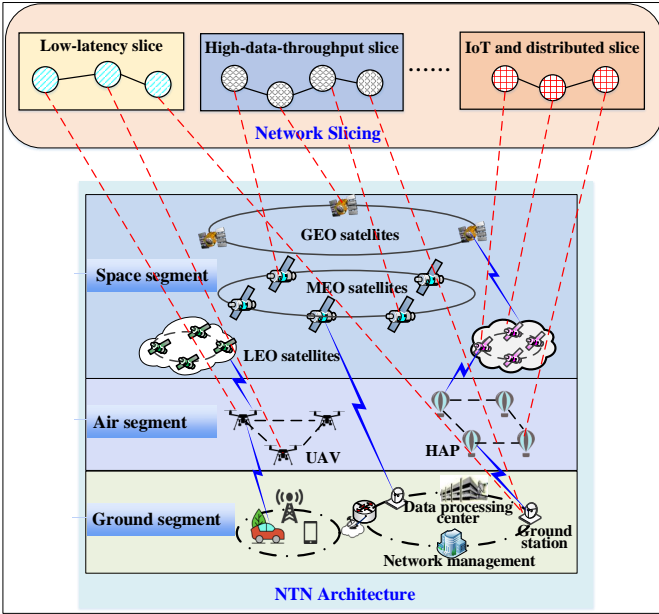 Low-latency slice
High-data-throughput slice
IoT and distributed slice
......
Network Slicing
GEO satellites
Space segment
MEO satellites
LEO satellites
Air segment
UAV
HAP
Ground segment
Data processing
center
Ground
station
Network management
NTN Architecture